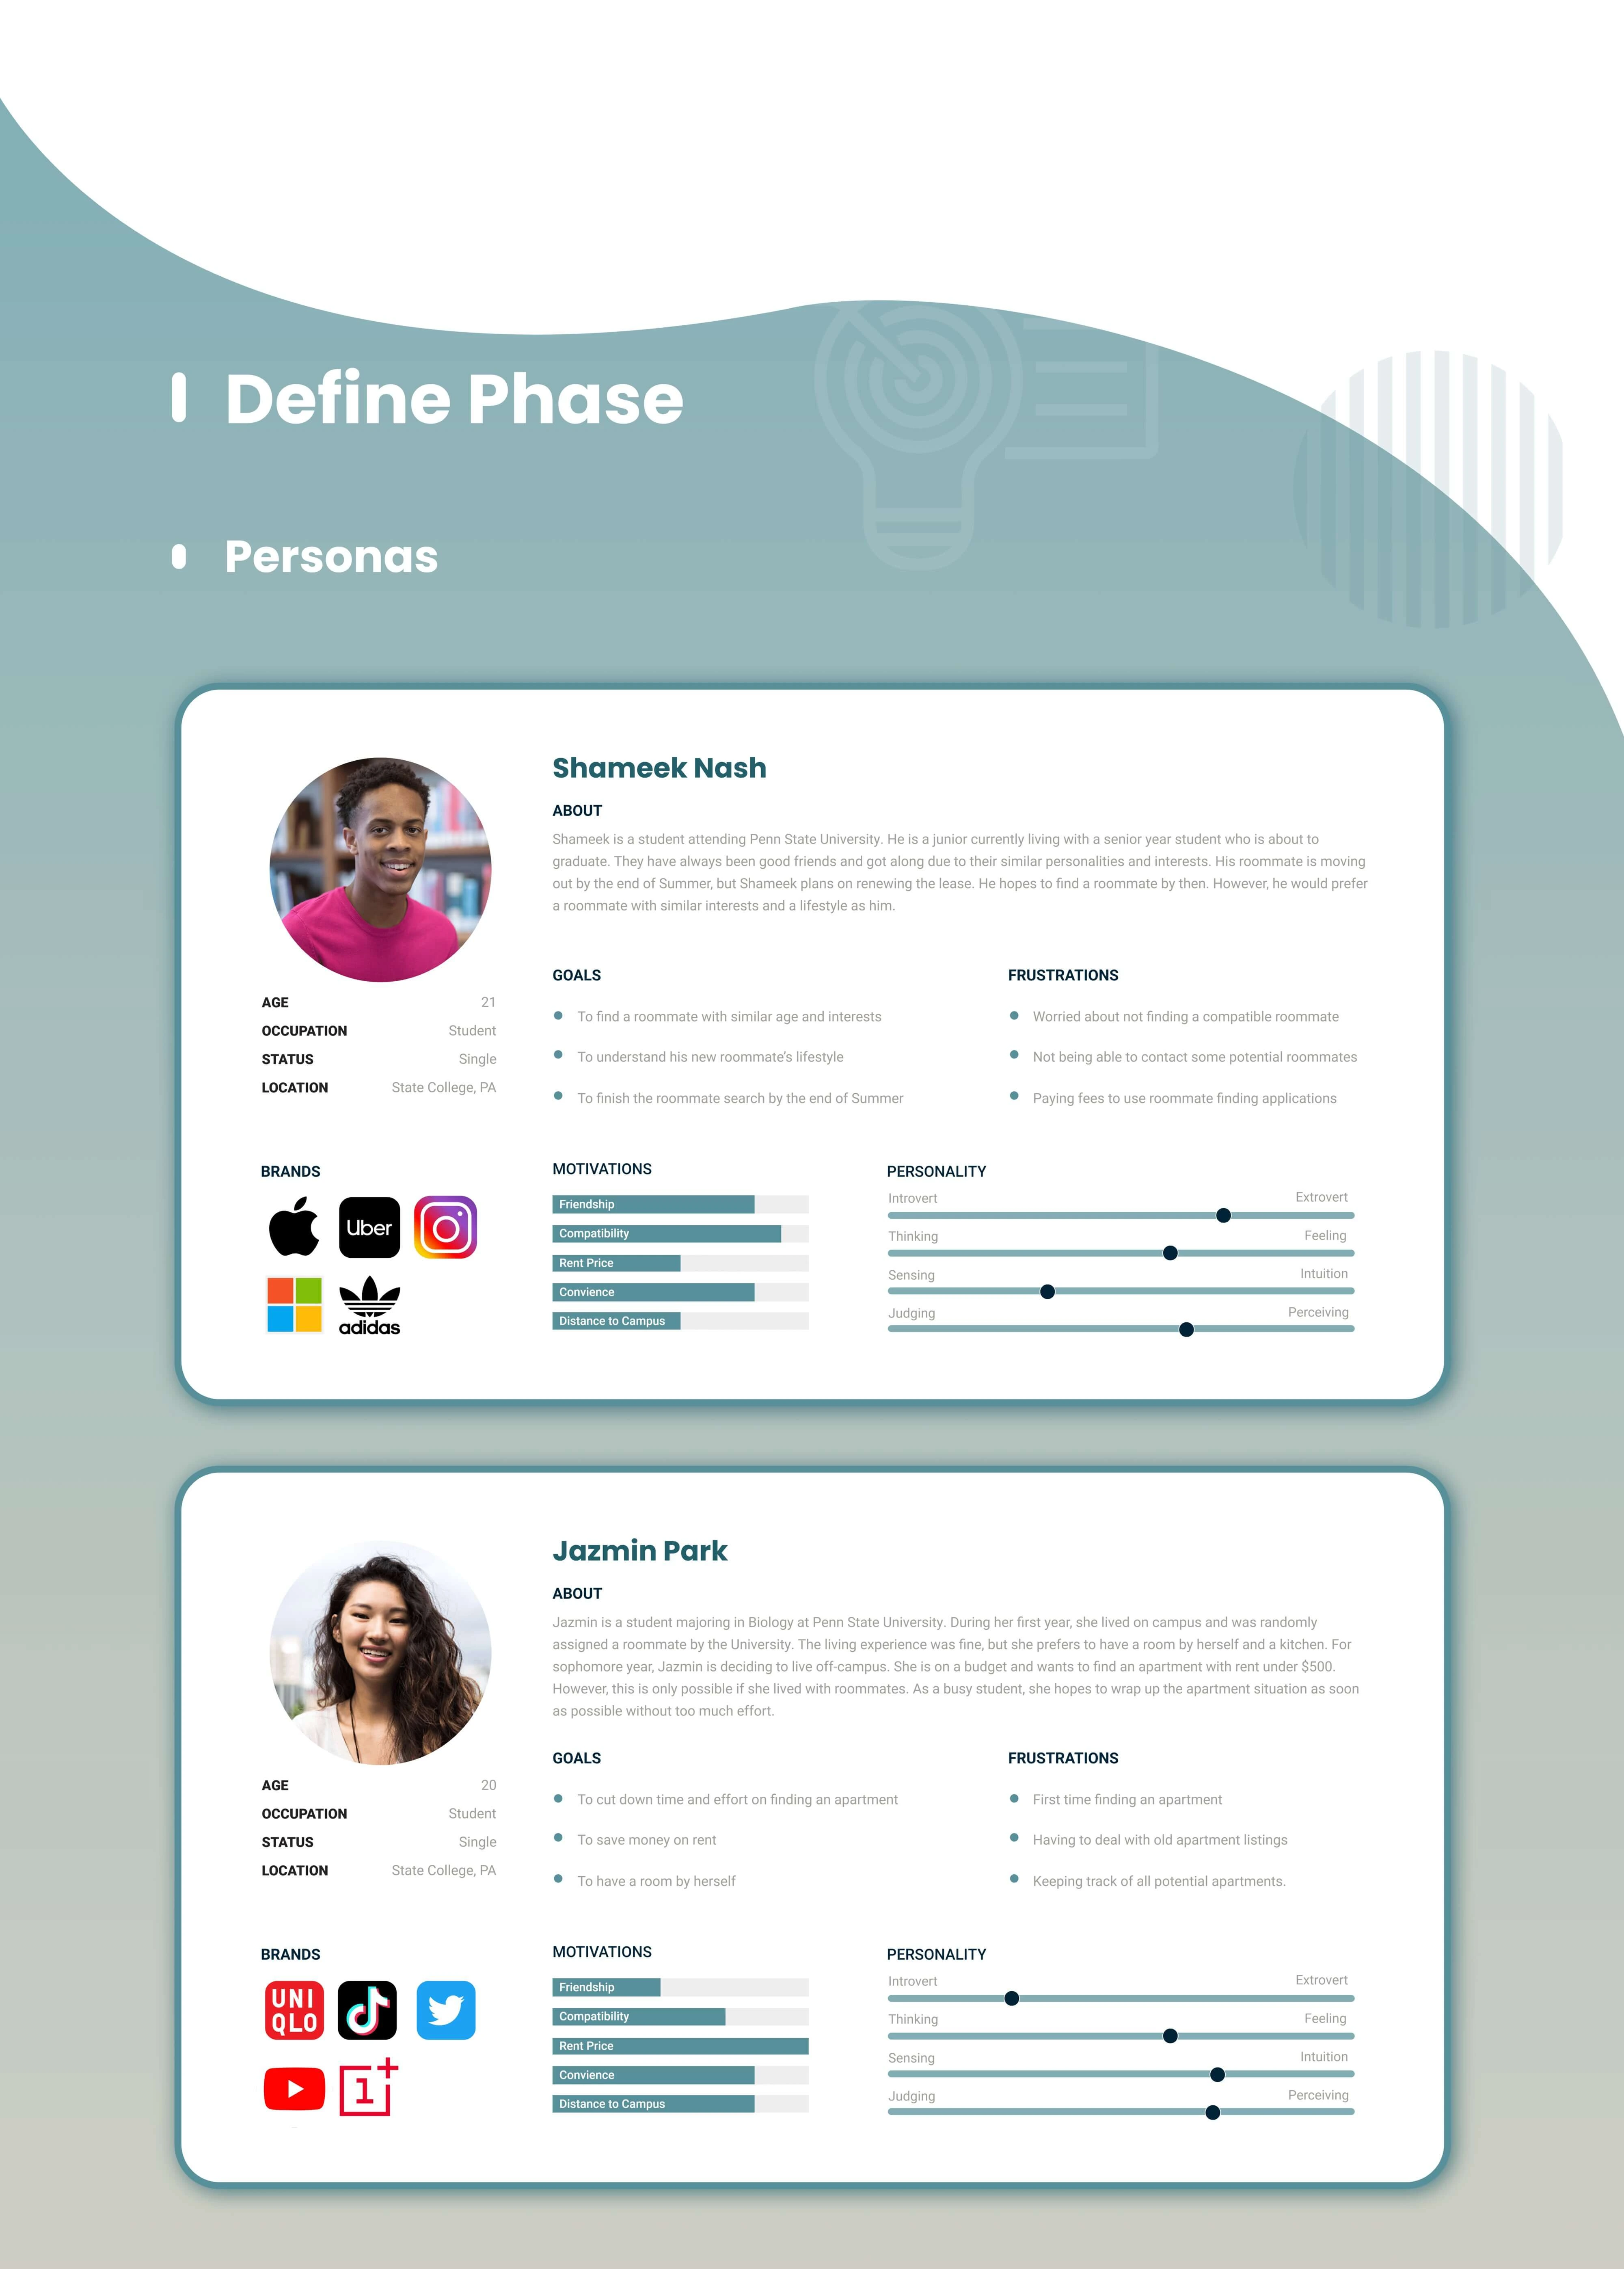 Define Phase
Personas
Shameek Nash
ABOUT
Shameek is a student attending Penn State University. He is a junior currently living with a senior year student who is about to
graduate. They have always been good friends and got along due to their similar personalities and interests. His roommate is moving
out by the end of Summer, but Shameek plans on renewing the lease. He hopes to find a roommate by then. However, he would prefer
a roommate with similar interests and a lifestyle as him.
AGE 21
OCCUPATION Student
STATUS Single
LOCATION State College, PA
GOALS
To find a roommate with similar age and interests
To understand his new roommate's lifestyle
To finish the roommate search by the end of Summer
FRUSTRATIONS
Worried about not finding a compatible roommate
Not being able to contact some potential roommates
Paying fees to use roommate finding applications
BRANDS
Uber
adidas
MOTIVATIONS
Friendship
Compatibility
Rent Price
Convience
Distance to Campus
PERSONALITY
Introvert Extrovert
Thinking Feeling
Sensing Intuition
Judging Perceiving
Jazmin Park
ABOUT
Jazmin is a student majoring in Biology at Penn State University. During her first year, she lived on campus and was randomly
assigned a roommate by the University. The living experience was fine, but she prefers to have a room by herself and a kitchen. For
sophomore year, Jazmin is deciding to live off-campus. She is on a budget and wants to find an apartment with rent under $500.
However, this is only possible if she lived with roommates. As a busy student, she hopes to wrap up the apartment situation as soon
as possible without too much effort.
AGE 20
OCCUPATION Student
STATUS Single
LOCATION State College, PA
GOALS
To cut down time and effort on finding an apartment
To save money on rent
To have a room by herself
FRUSTRATIONS
First time finding an apartment
Having to deal with old apartment listings
Keeping track of all potential apartments.
BRANDS
UNI
QLO
1+
MOTIVATIONS
Friendship
Compatibility
Rent Price
Convience
Distance to Campus
PERSONALITY
Introvert Extrovert
Thinking Feeling
Sensing Intuition
Judging Perceiving